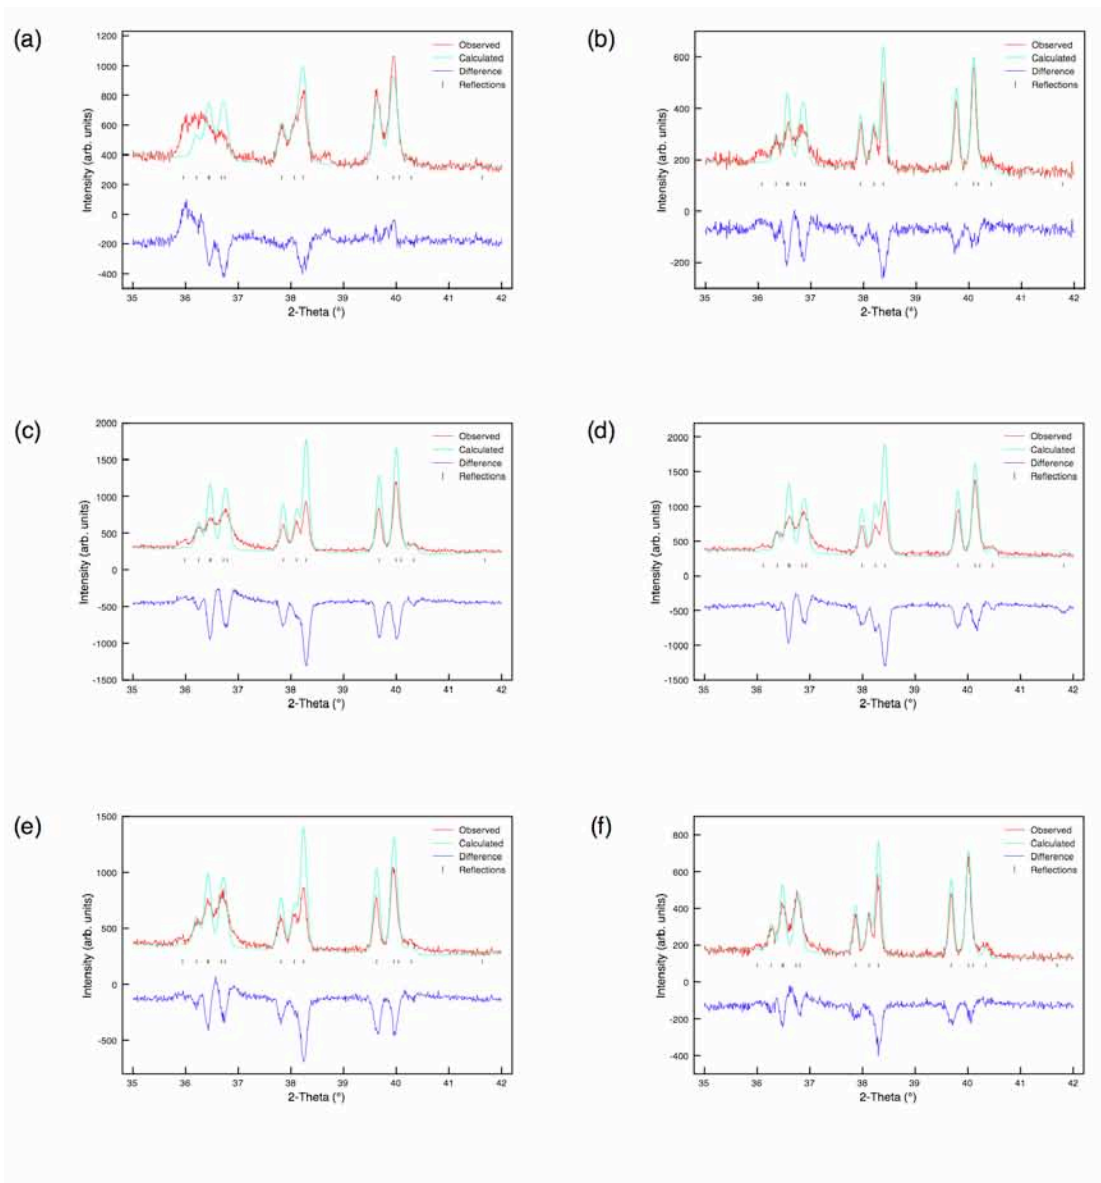 (a)
1200
1000
800
600
400
200
0
-200
-400
35 36 37 38 39 40 41 42
Intensity (arb. units)
2-Theta (°)
Observed
Calculated
Difference
Reflections
(b)
600
400
200
0
-200
35 36 37 38 39 40 41 42
Intensity (arb. units)
2-Theta (°)
Observed
Calculated
Difference
Reflections
(c)
2000
1500
1000
500
0
-500
-1000
-1500
35 36 37 38 39 40 41 42
Intensity (arb. units)
2-Theta (°)
Observed
Calculated
Difference
Reflections
(d)
2000
1500
1000
500
0
-500
-1000
-1500
35 36 37 38 39 40 41 42
Intensity (arb. units)
2-Theta (°)
Observed
Calculated
Difference
Reflections
(e)
1500
1000
500
0
-500
35 36 37 38 39 40 41 42
Intensity (arb. units)
2-Theta (°)
Observed
Calculated
Difference
Reflections
(f)
800
600
400
200
0
-200
-400
35 36 37 38 39 40 41 42
Intensity (arb. units)
2-Theta (°)
Observed
Calculated
Difference
Reflections